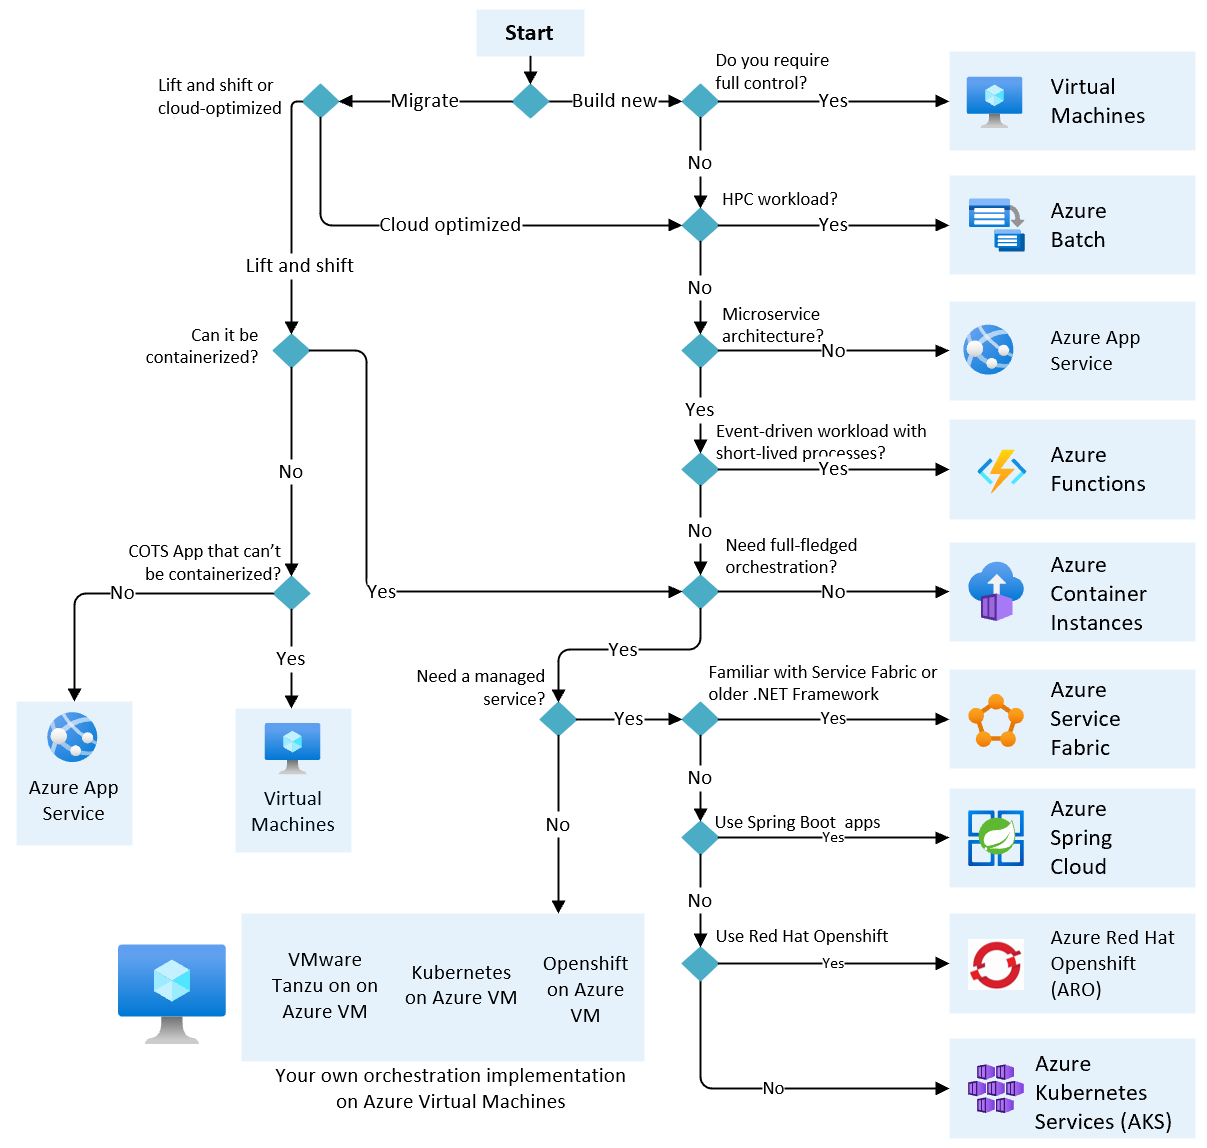 Start
Do you require
full control?
Lift and shift or
cloud-optimized
Migrate
Build new
Yes
Virtual
Machines
No
HPC workload?
Cloud optimized
Yes
Azure
Batch
Lift and shift
No
Microservice
architecture?
No
Azure App
Service
Can it be
containerized?
Yes
Event-driven workload with
short-lived processes?
Yes
Azure
Functions
No
No
Need full-fledged
orchestration?
No
Azure
Container
Instances
COTS App that can't
be containerized?
No
Yes
Yes
Yes
Need a managed
service?
Yes
Familiar with Service Fabric or
older .NET Framework
Yes
Azure
Service
Fabric
Azure App
Service
Virtual
Machines
No
No
Use Spring Boot  apps
Yes
Azure
Spring
Cloud
No
Use Red Hat Openshift
Yes
Azure Red Hat
Openshift
(ARO)
VMware
Tanzu on on
Azure VM
Kubernetes
on Azure VM
Openshift
on Azure
VM
Your own orchestration implementation
on Azure Virtual Machines
No
Azure
Kubernetes
Services (AKS)